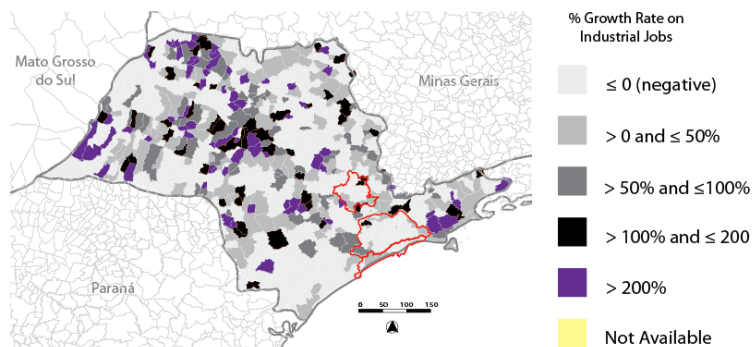 % Growth Rate on
Industrial Jobs
Mato Grosso
do Sul
Minas Gerais
≤ 0 (negative)
> 0 and ≤ 50%
> 50% and ≤100%
> 100% and ≤ 200
> 200%
Not Available
Paraná
0 50 100 150